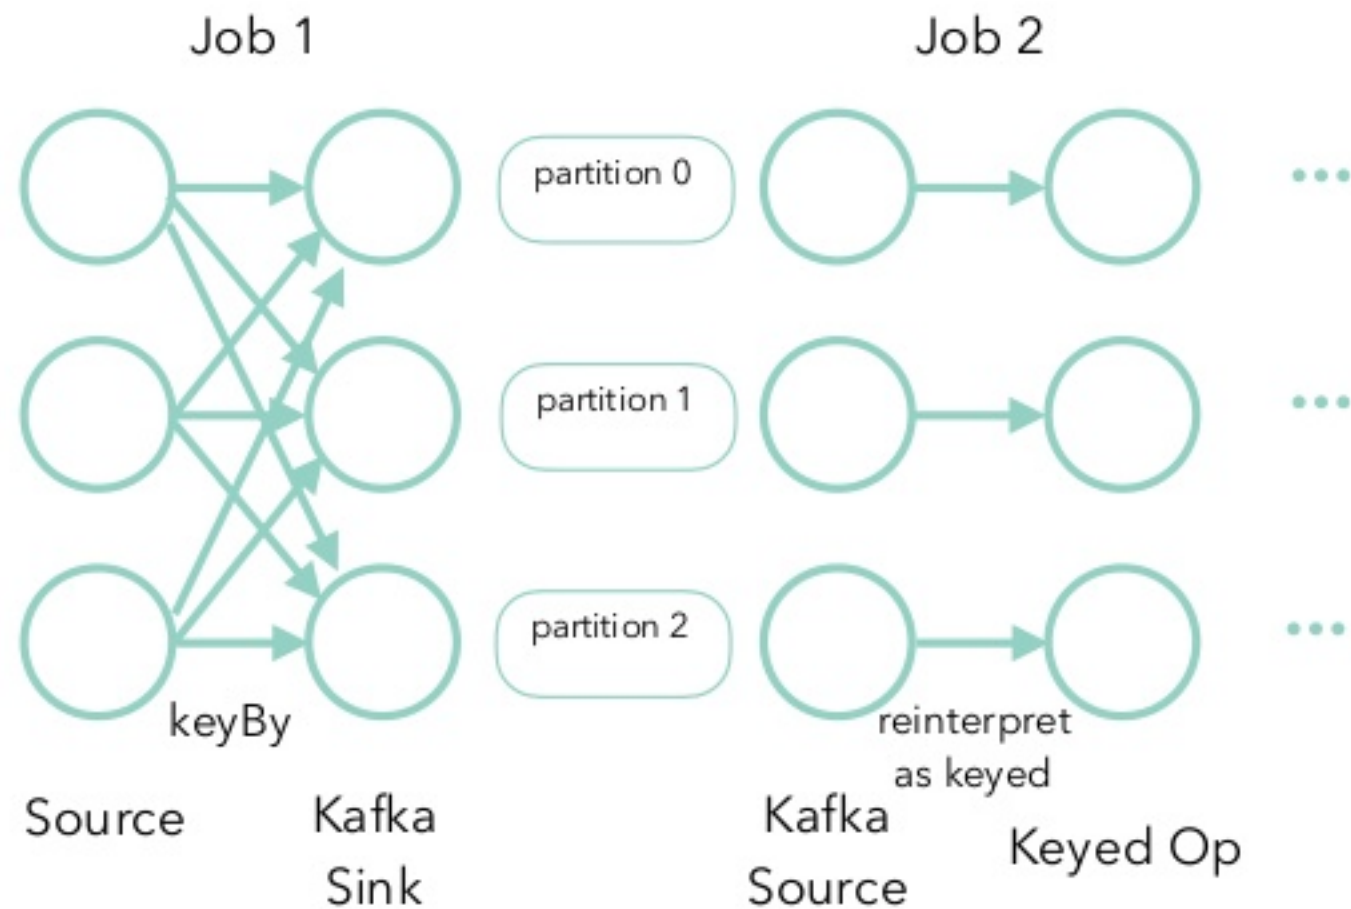 Job 1
Job 2
partition 0
partition 1
partition 2
keyBy
reinterpret
as keyed
Source
Kafka
Sink
Kafka
Source
Keyed Op